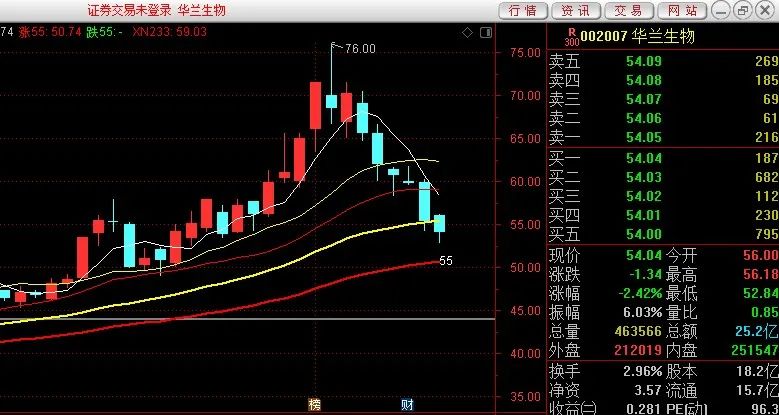 证券交易未登录 华兰生物
行情 资讯 交易 网站
74 涨55: 50.74 跌55: - XN233: 59.03
R 300 002007 华兰生物
76.00
75.00
70.00
65.00
60.00
55.00
50.00
45.00
40.00
35.00
55
榜 财
卖五 54.09 269
卖四 54.08 185
卖三 54.07 69
卖二 54.06 61
卖一 54.05 216
买一 54.04 187
买二 54.03 682
买三 54.02 112
买四 54.01 230
买五 54.00 795
现价 54.04 今开 56.00
涨跌 -1.34 最高 56.18
涨幅 -2.42% 最低 52.84
振幅 6.03% 量比 0.85
总量 463566 总额 25.2亿
外盘 212019 内盘 251547
换手 2.96% 股本 18.2亿
净资 3.57 流通 15.7亿
收益㈡ 0.281 PE(动) 96.3